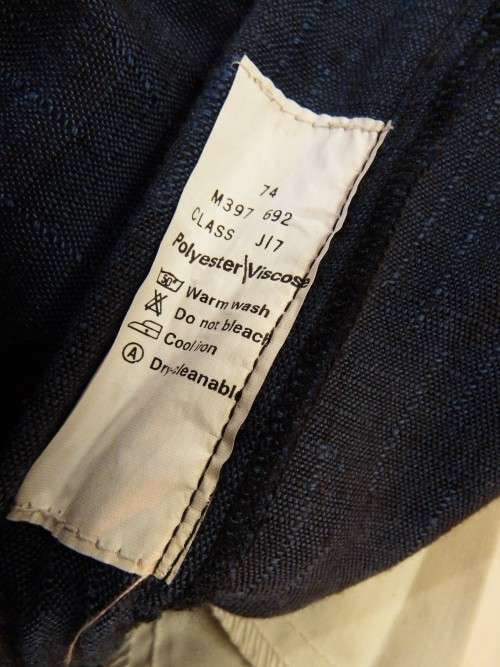 74
M397 692
CLASS J17
Polyester/Viscose
50° Warm wash
Do not bleach
Cool iron
A Dry-cleanable